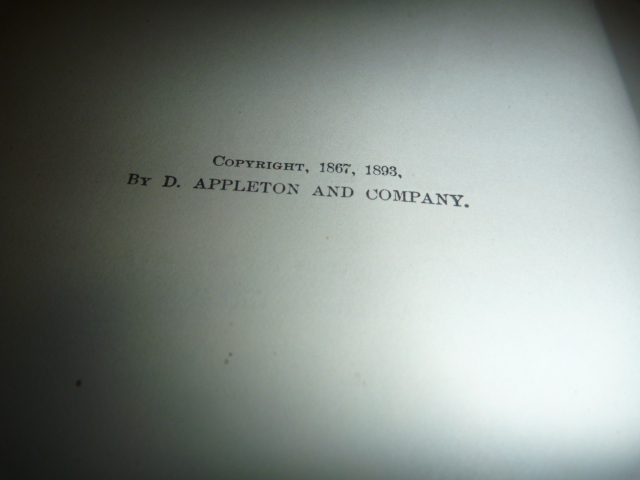 Copyright, 1867, 1893,
By D. APPLETON AND COMPANY.